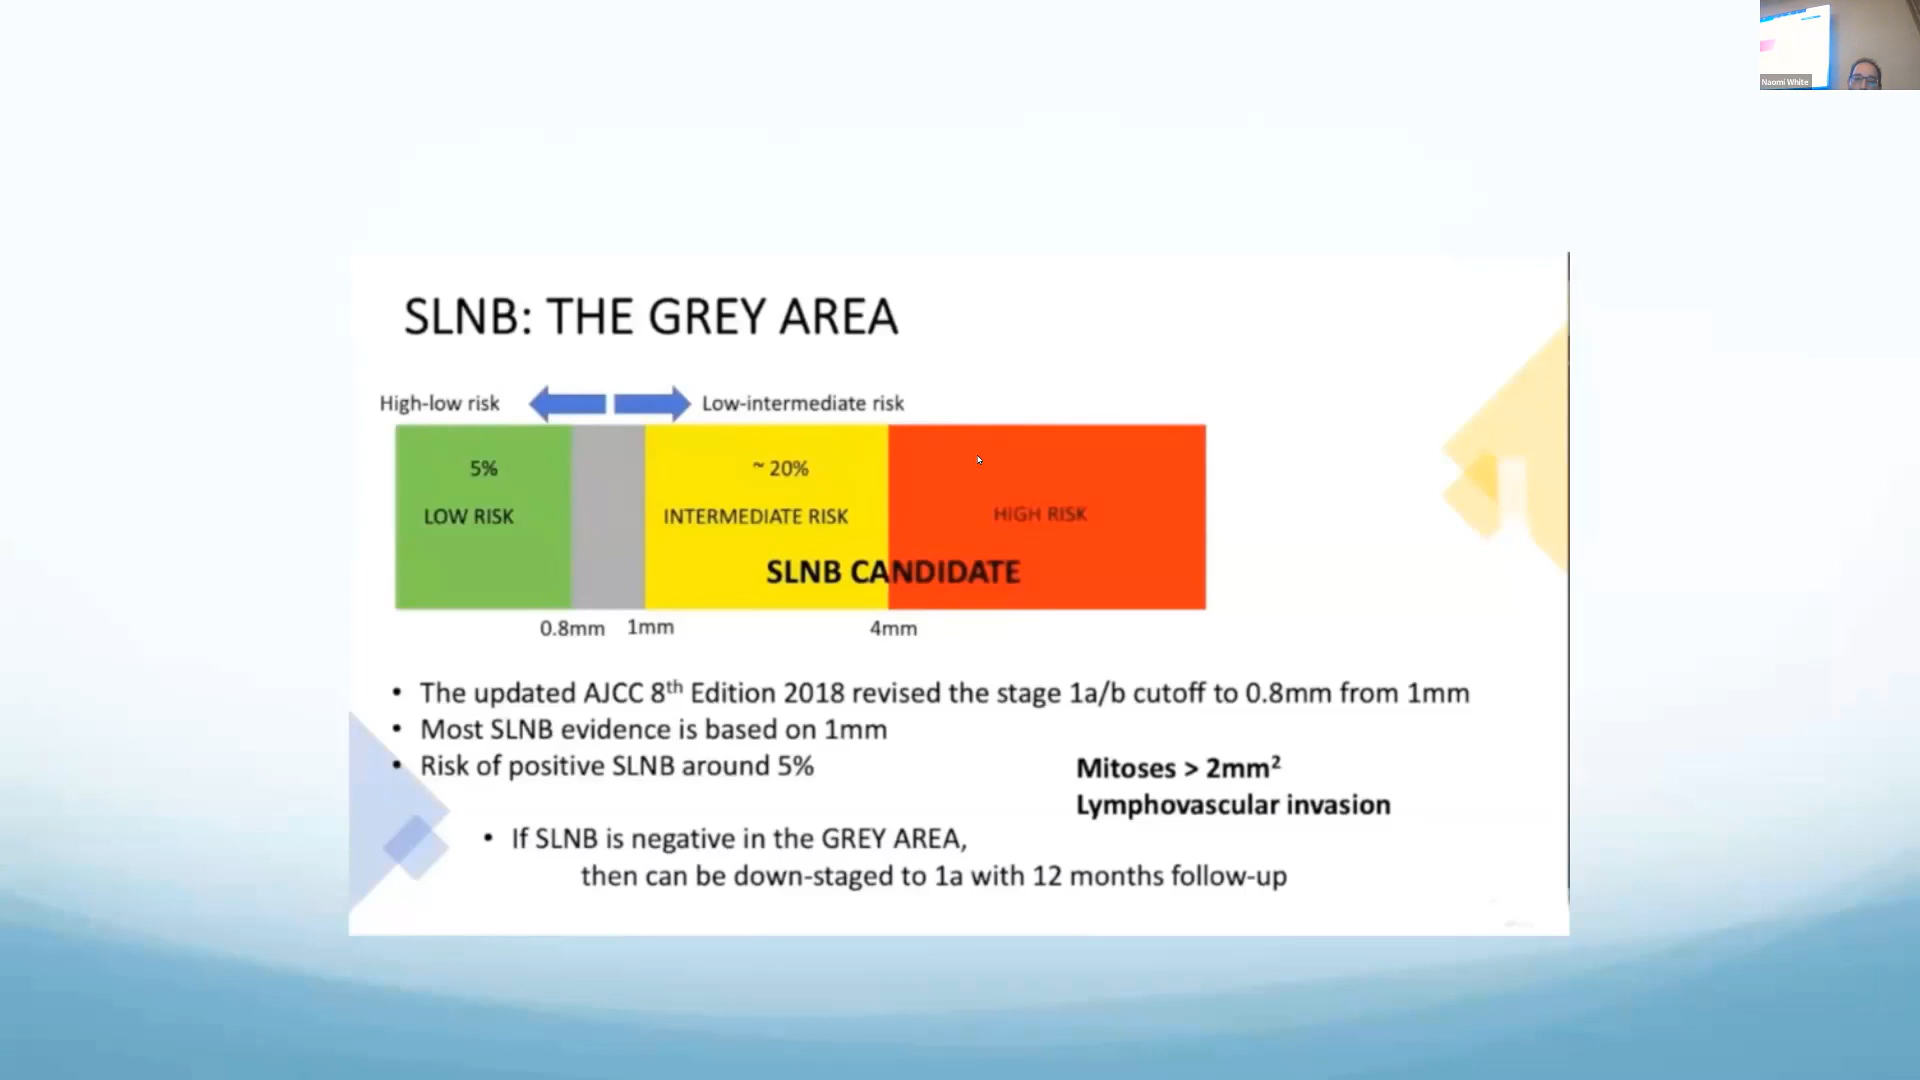 Naomi White
SLNB: THE GREY AREA
High-low risk
Low-intermediate risk
5%
~ 20%
LOW RISK
INTERMEDIATE RISK
HIGH RISK
SLNB CANDIDATE
0.8mm
1mm
4mm
• The updated AJCC 8th Edition 2018 revised the stage 1a/b cutoff to 0.8mm from 1mm
• Most SLNB evidence is based on 1mm
• Risk of positive SLNB around 5%
Mitoses > 2mm²
Lymphovascular invasion
• If SLNB is negative in the GREY AREA,
then can be down-staged to 1a with 12 months follow-up